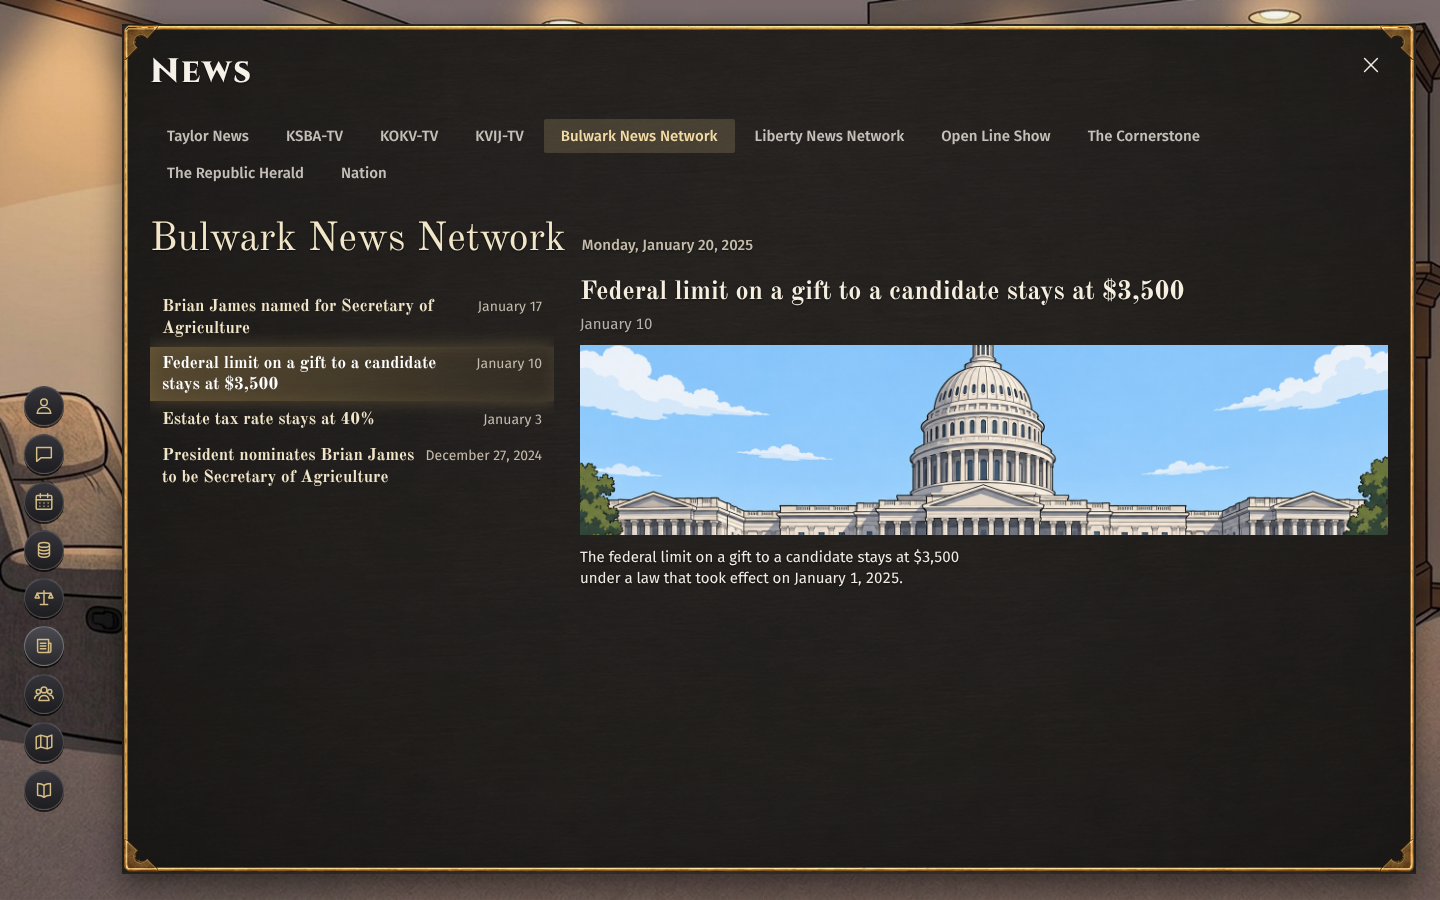 News
Taylor News KSBA-TV KOKV-TV KVIJ-TV Bulwark News Network Liberty News Network Open Line Show The Cornerstone
The Republic Herald Nation
Bulwark News Network Monday, January 20, 2025
Brian James named for Secretary of January 17
Agriculture
Federal limit on a gift to a candidate January 10
stays at $3,500
Estate tax rate stays at 40% January 3
President nominates Brian James December 27, 2024
to be Secretary of Agriculture
Federal limit on a gift to a candidate stays at $3,500
January 10
The federal limit on a gift to a candidate stays at $3,500
under a law that took effect on January 1, 2025.